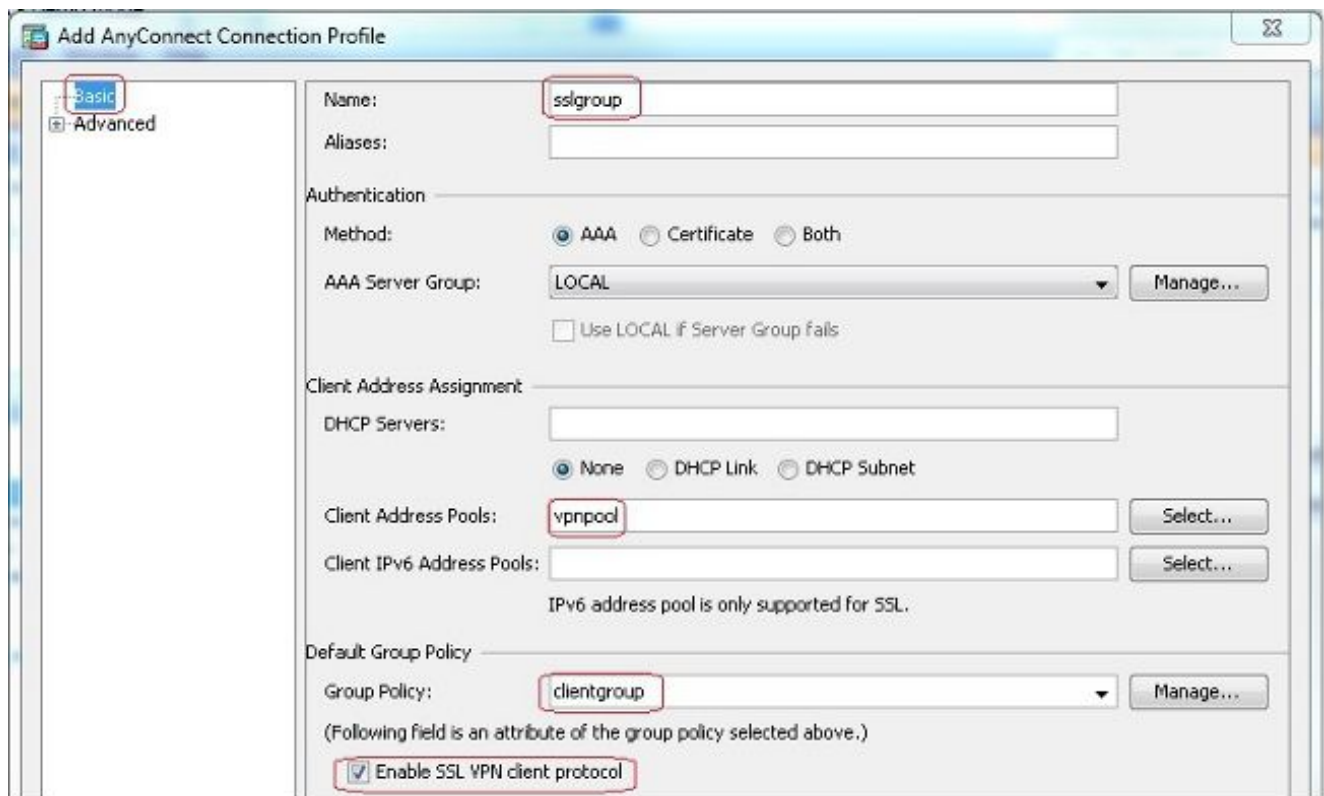 Add AnyConnect Connection Profile
Basic
Advanced
Name: sslgroup
Aliases:
Authentication
Method: AAA Certificate Both
AAA Server Group: LOCAL Manage...
Use LOCAL if Server Group fails
Client Address Assignment
DHCP Servers:
None DHCP Link DHCP Subnet
Client Address Pools: vpnpool Select...
Client IPv6 Address Pools: Select...
IPv6 address pool is only supported for SSL.
Default Group Policy
Group Policy: clientgroup Manage...
(Following field is an attribute of the group policy selected above.)
Enable SSL VPN client protocol